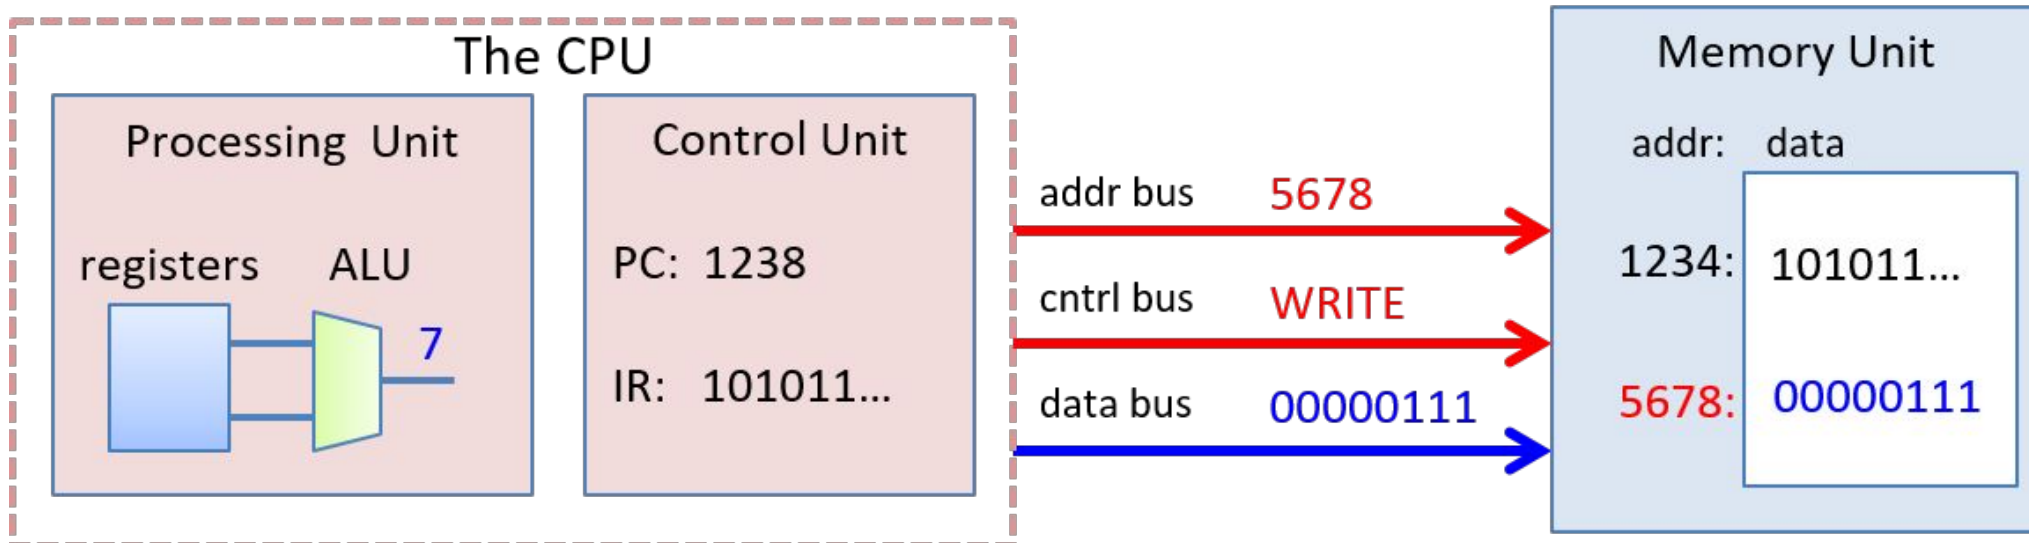 The CPU
Processing Unit
registers ALU
7
Control Unit
PC: 1238
IR: 101011...
addr bus 5678
cntrl bus WRITE
data bus 00000111
Memory Unit
addr: data
1234: 101011...
5678: 00000111